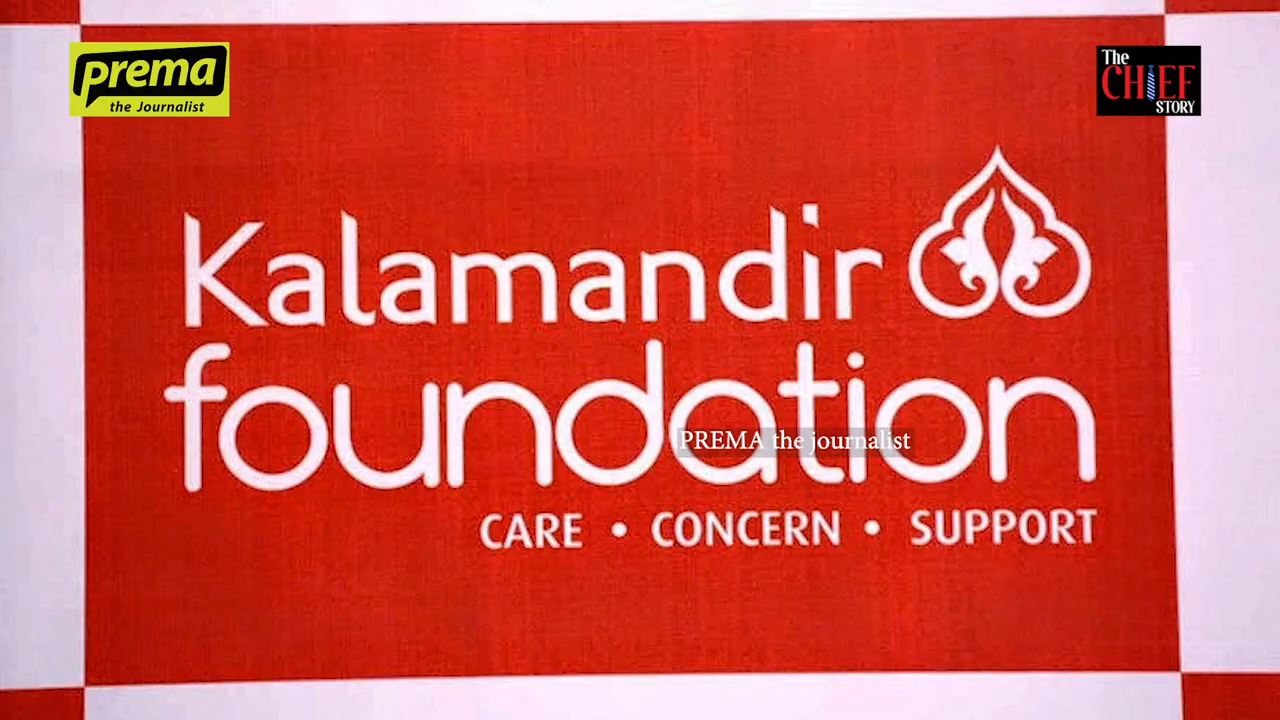 prema
the Journalist
The
CHIEF
STORY
Kalamandir
foundation
PREMA the journalist
CARE • CONCERN • SUPPORT